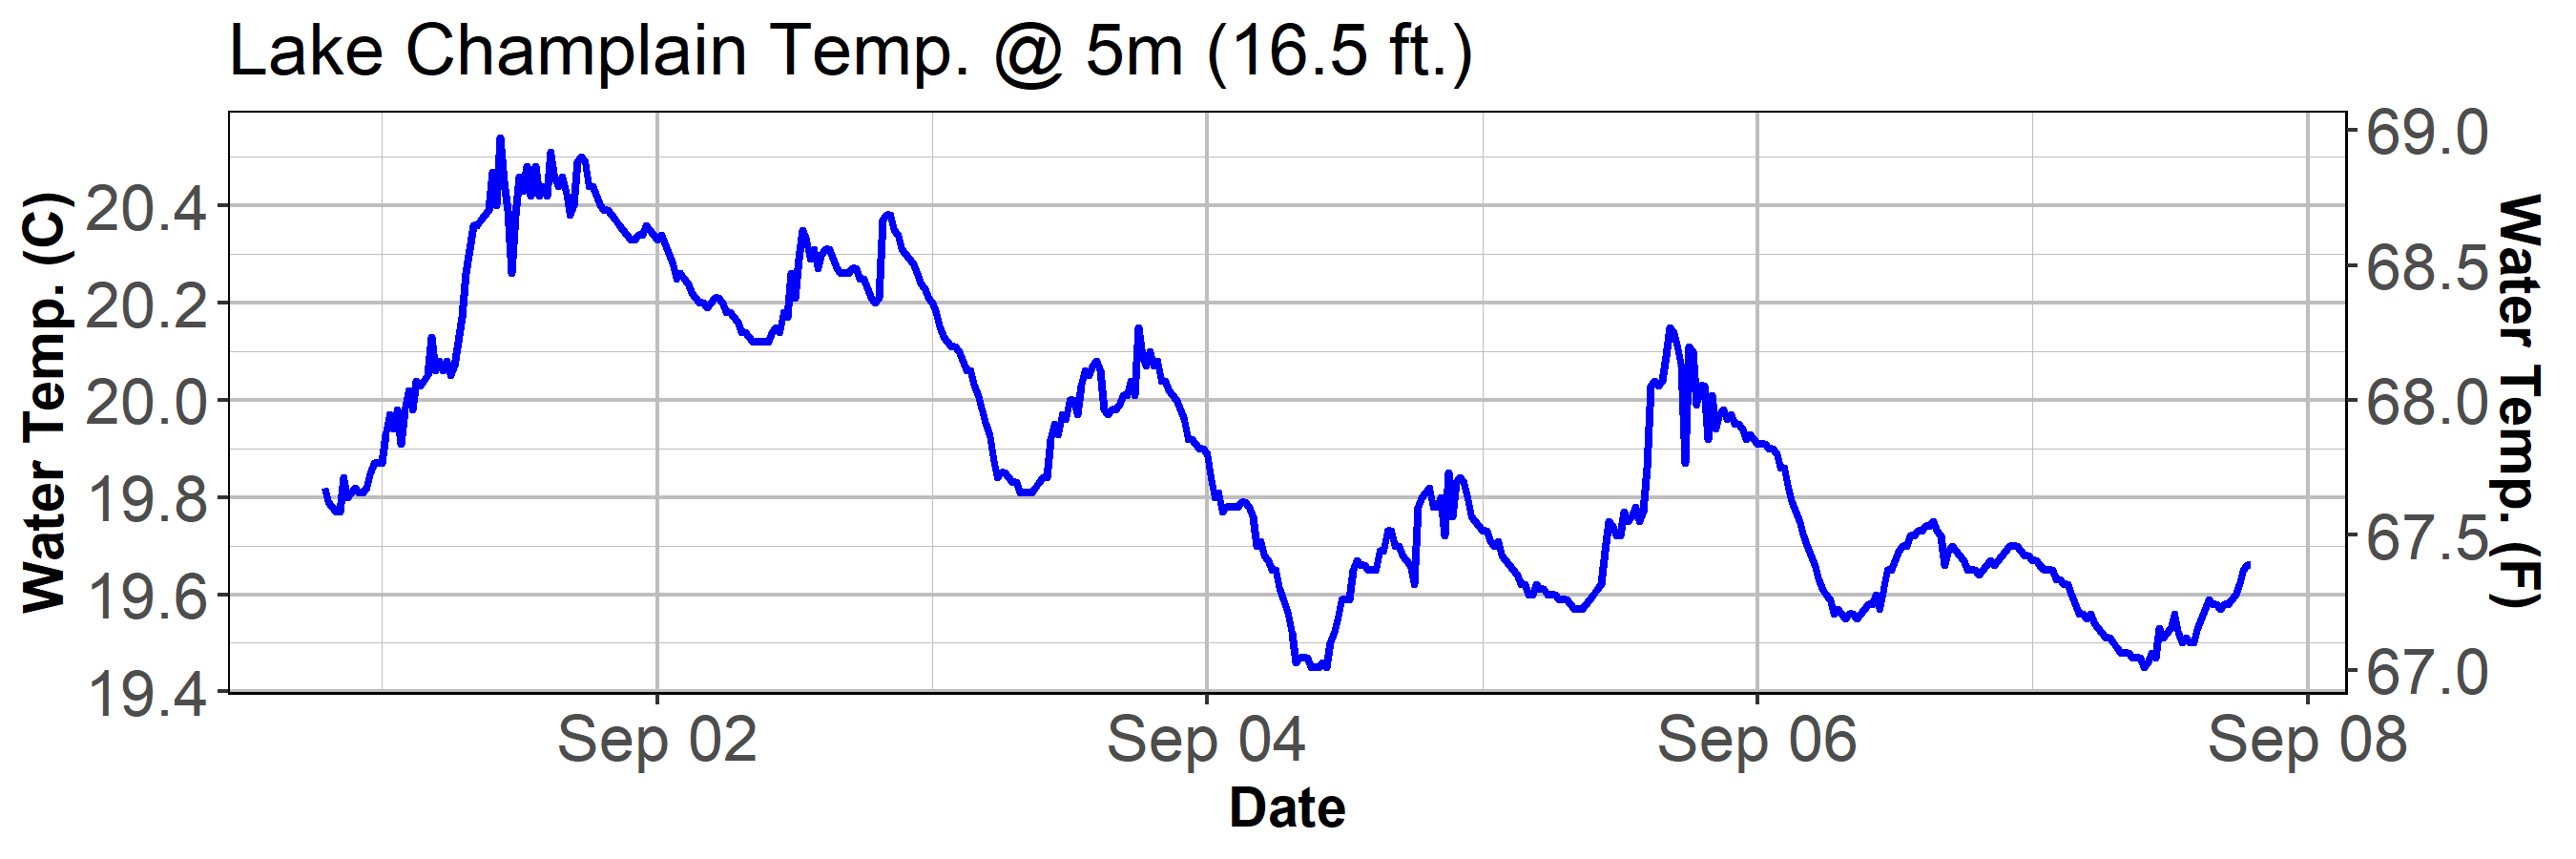 Lake Champlain Temp. @ 5m (16.5 ft.)
Water Temp. (C)
20.4
20.2
20.0
19.8
19.6
19.4
69.0
68.5
68.0
67.5
67.0
Water Temp. (F)
Sep 02 Sep 04 Sep 06 Sep 08
Date